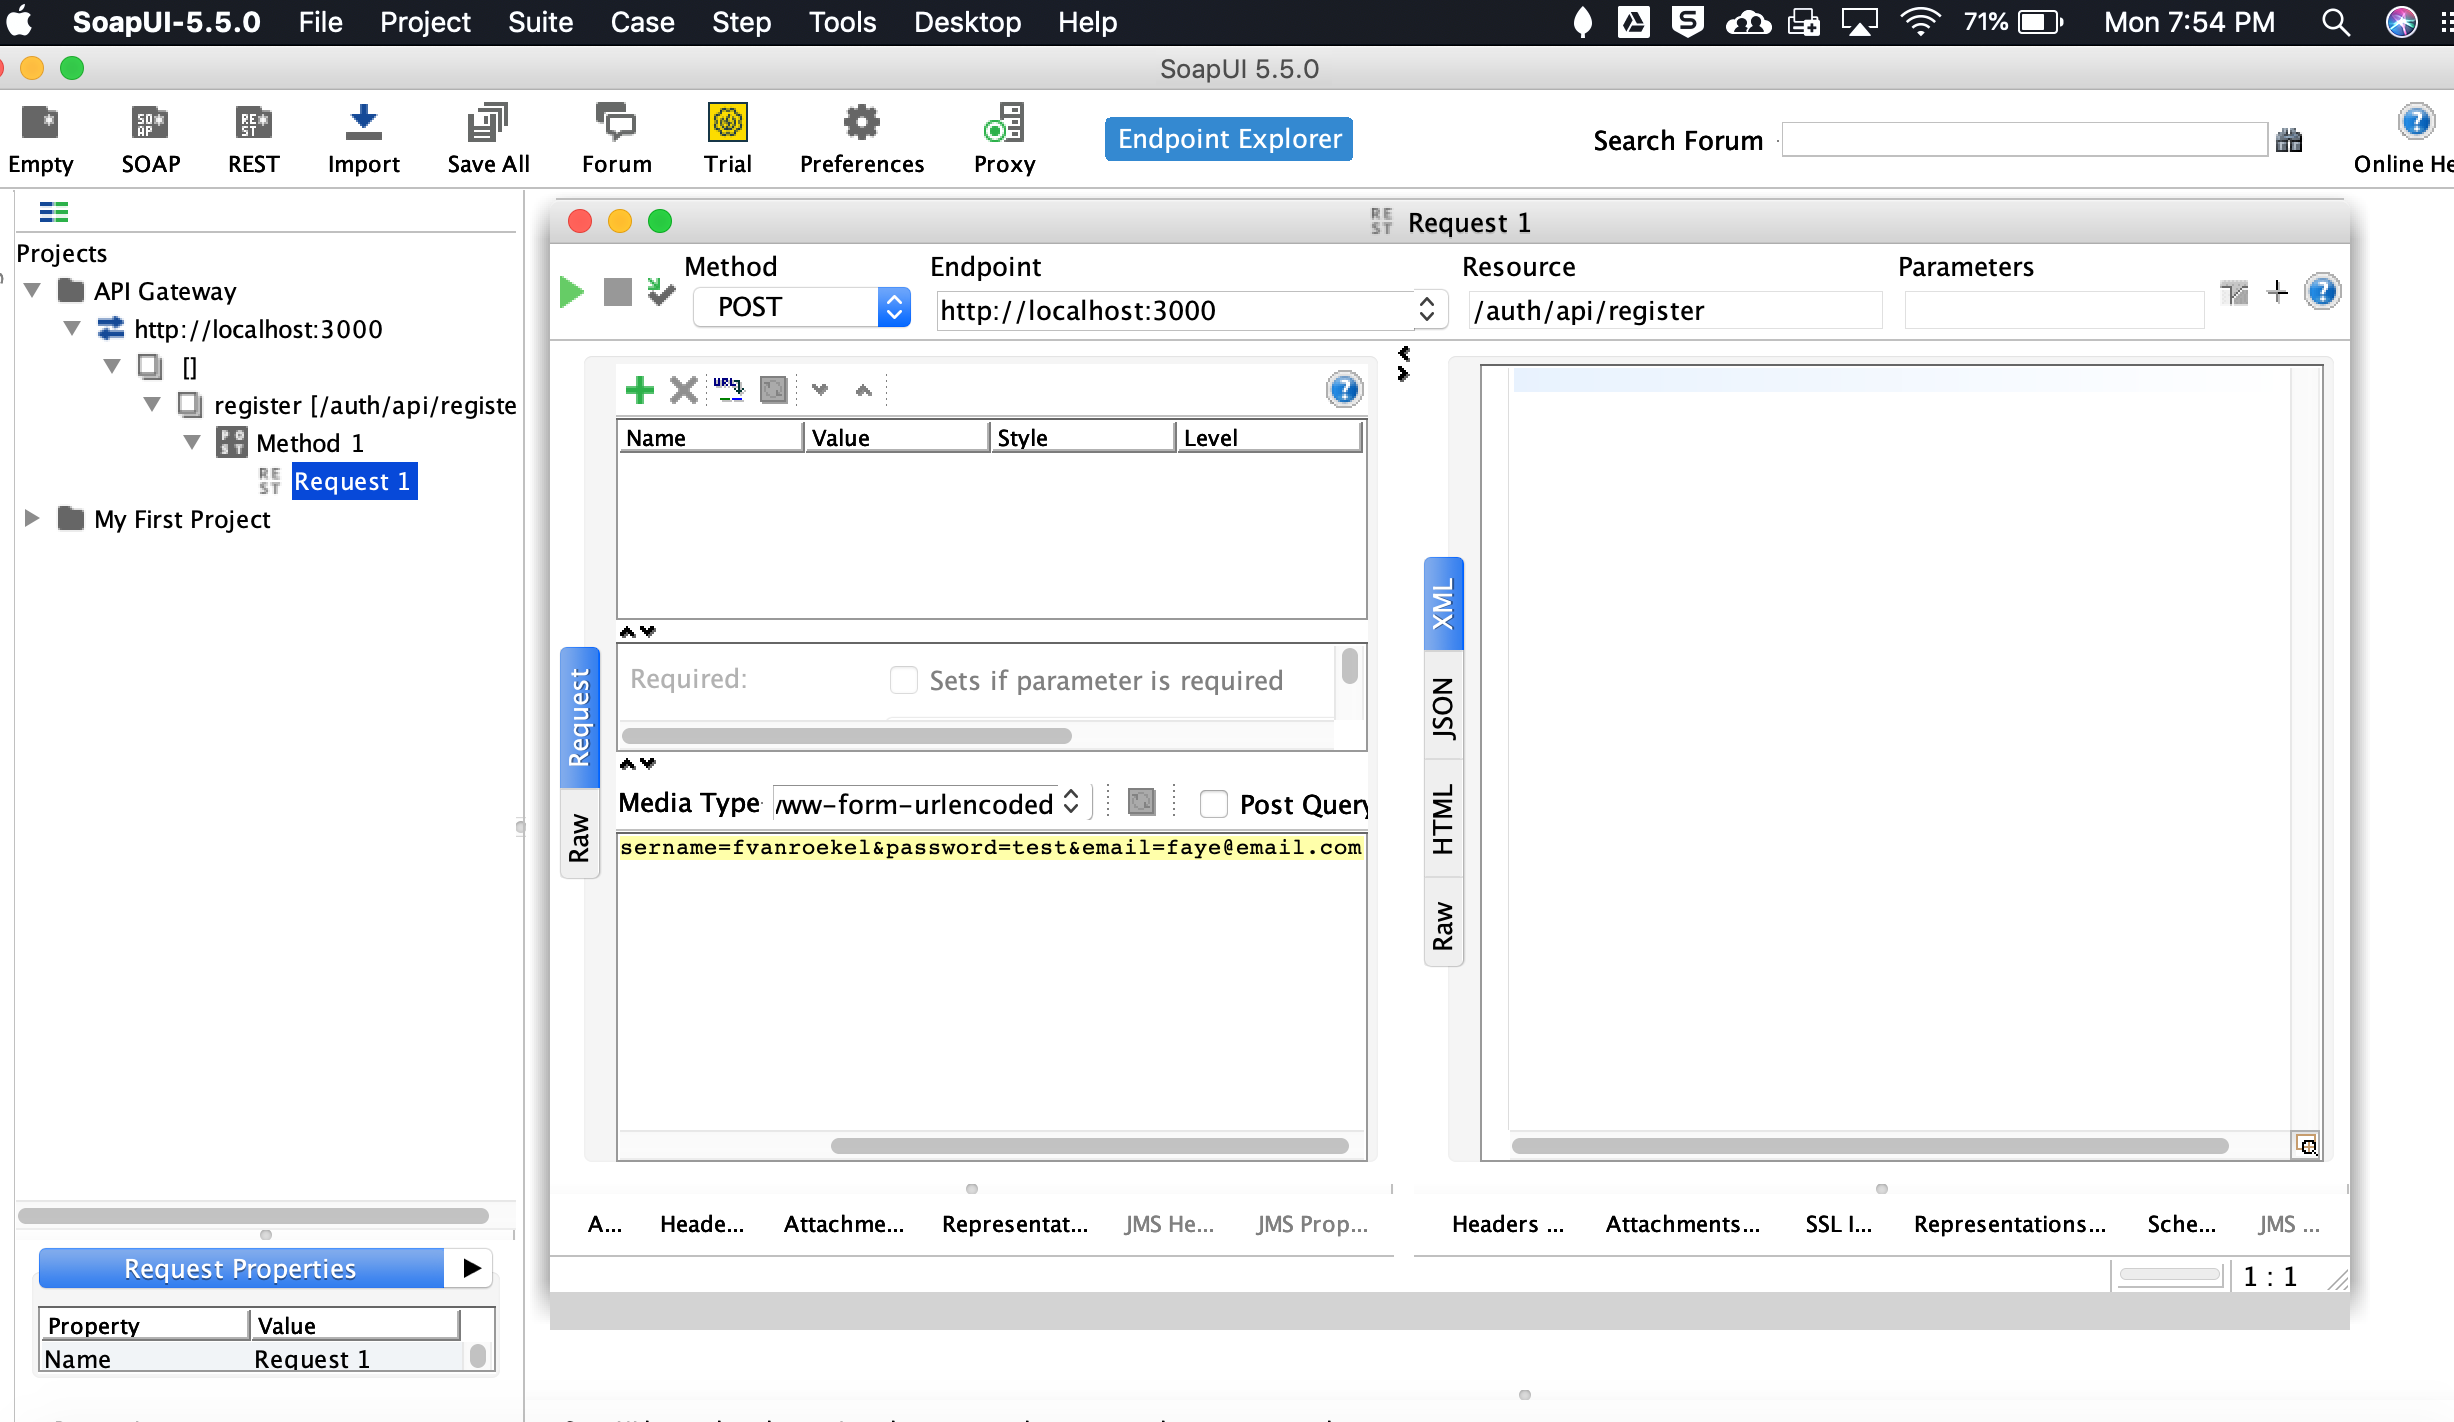 SoapUI-5.5.0 File Project Suite Case Step Tools Desktop Help 71% Mon 7:54 PM
SoapUI 5.5.0
Empty SOAP REST Import Save All Forum Trial Preferences Proxy Endpoint Explorer Search Forum Online He
Projects
API Gateway
http://localhost:3000
[]
register [/auth/api/registe
Method 1
Request 1
My First Project
Request Properties
Property Value
Name Request 1
Request 1
Method Endpoint Resource Parameters
POST http://localhost:3000 /auth/api/register
Name Value Style Level
Required: Sets if parameter is required
Request
Raw
Media Type ww-form-urlencoded Post Query
sername=fvanroekel&password=test&email=faye@email.com
XML
JSON
HTML
Raw
A... Heade... Attachme... Representat... JMS He... JMS Prop...
Headers ... Attachments... SSL I... Representations... Sche... JMS ...
1 : 1